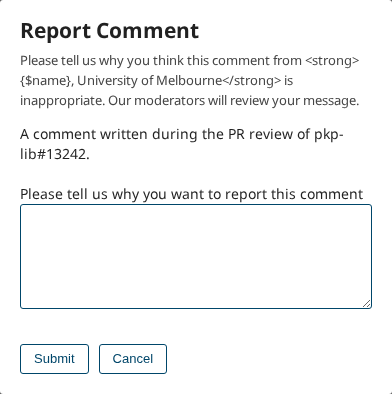 Report Comment
Please tell us why you think this comment from <strong>
{$name}, University of Melbourne</strong> is
inappropriate. Our moderators will review your message.
A comment written during the PR review of pkp-
lib#13242.
Please tell us why you want to report this comment
Submit
Cancel